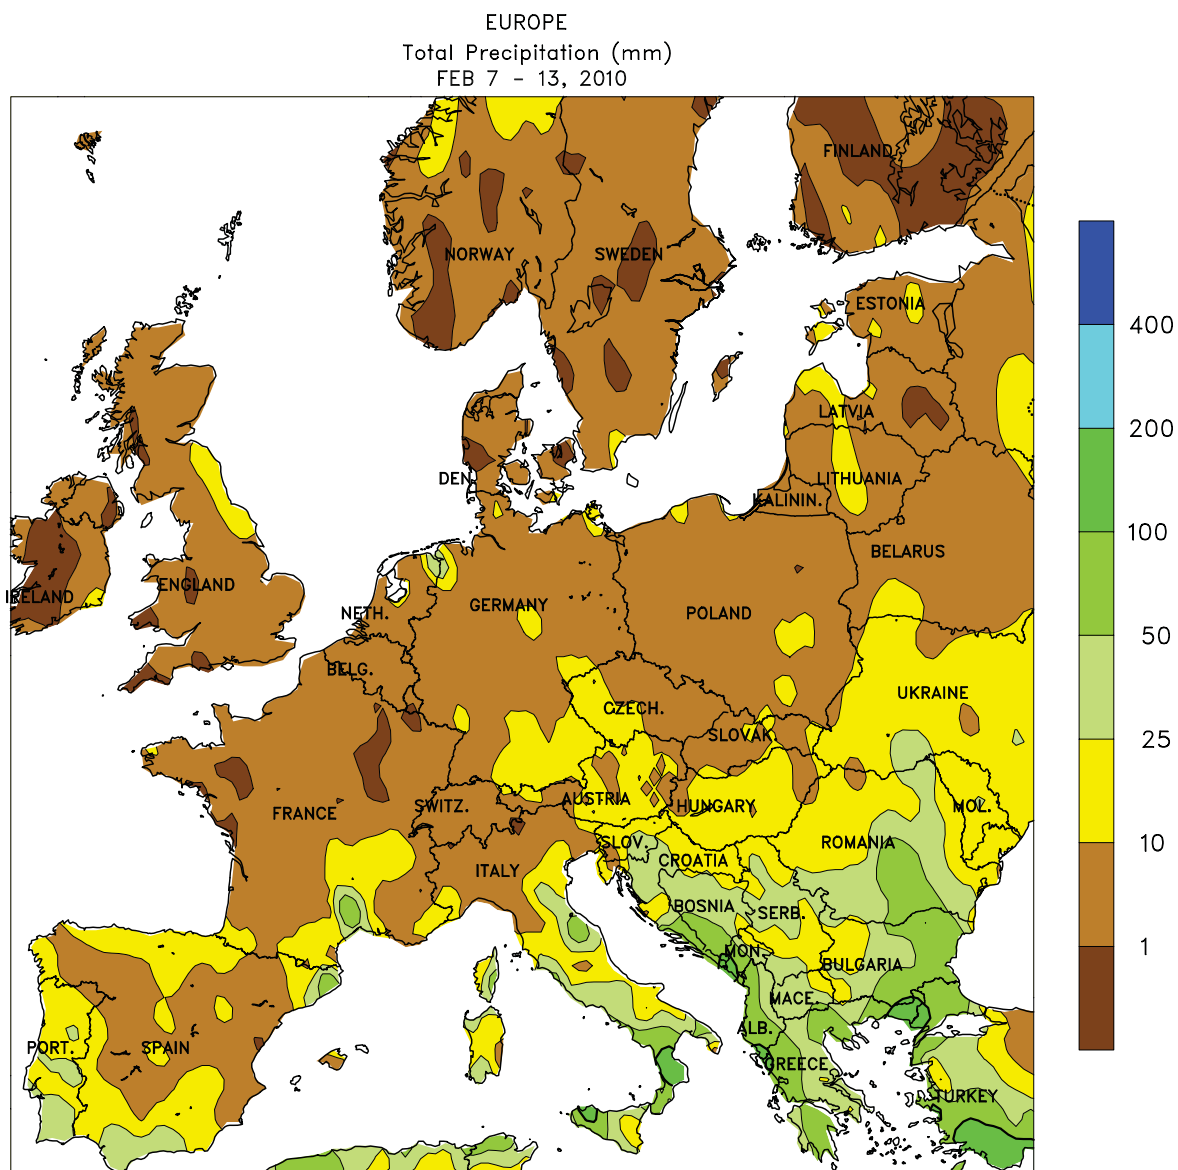 EUROPE
Total Precipitation (mm)
FEB 7 - 13, 2010
FINLAND
NORWAY
SWEDEN
ESTONIA
400
LATVIA
200
DEN.
LITHUANIA
KALININ.
100
BELARUS
ENGLAND
IRELAND
NETH.
GERMANY
POLAND
50
BELG.
UKRAINE
CZECH.
SLOVAK.
25
FRANCE
SWITZ.
AUSTRIA
HUNGARY
MOL.
SLOV.
ROMANIA
10
ITALY
CROATIA
BOSNIA
SERB.
1
MON.
BULGARIA
MACE.
ALB.
PORT.
SPAIN
GREECE
TURKEY